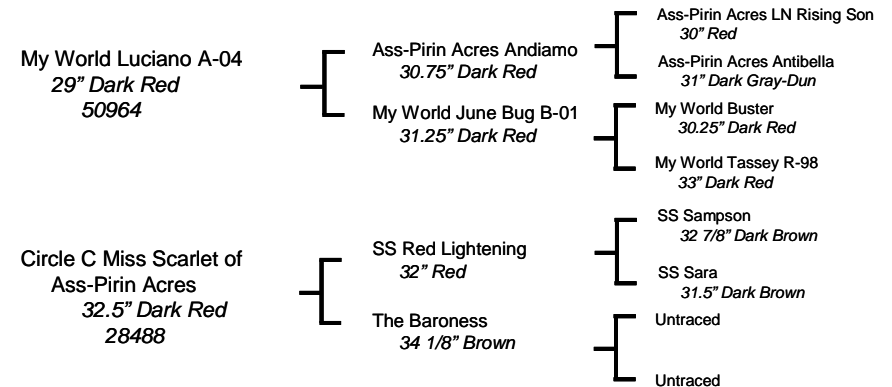 My World Luciano A-04
29” Dark Red
50964
Ass-Pirin Acres Andiamo
30.75” Dark Red
My World June Bug B-01
31.25” Dark Red
Ass-Pirin Acres LN Rising Son
30” Red
Ass-Pirin Acres Antibella
31” Dark Gray-Dun
My World Buster
30.25” Dark Red
My World Tassey R-98
33” Dark Red
Circle C Miss Scarlet of
Ass-Pirin Acres
32.5” Dark Red
28488
SS Red Lightening
32” Red
The Baroness
34 1/8” Brown
SS Sampson
32 7/8” Dark Brown
SS Sara
31.5” Dark Brown
Untraced
Untraced